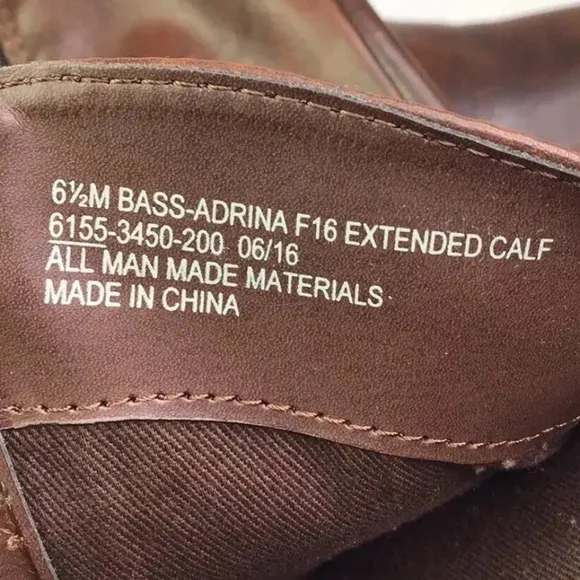 6½M BASS-ADRINA F16 EXTENDED CALF
6155-3450-200 06/16
ALL MAN MADE MATERIALS
MADE IN CHINA